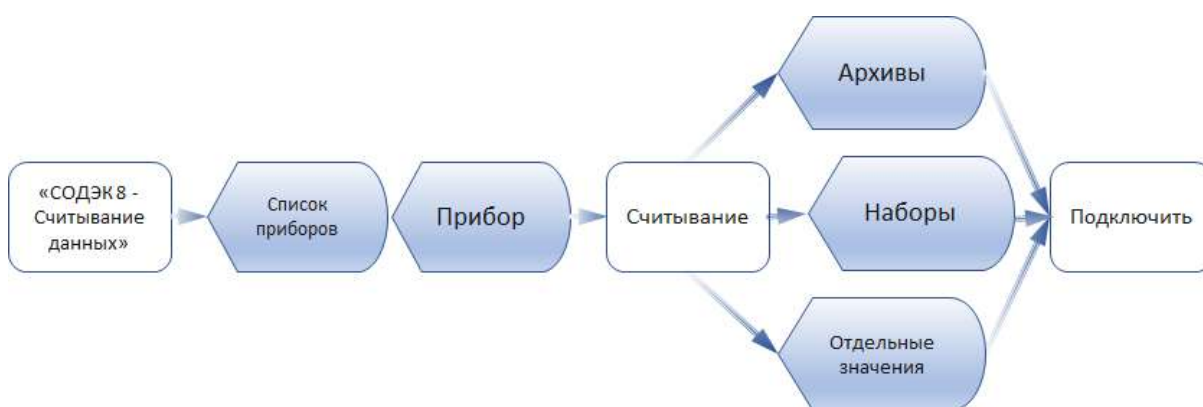 «СОДЭК 8 -
Считывание
данных»
Список
приборов
Прибор
Считывание
Архивы
Наборы
Отдельные
значения
Подключить